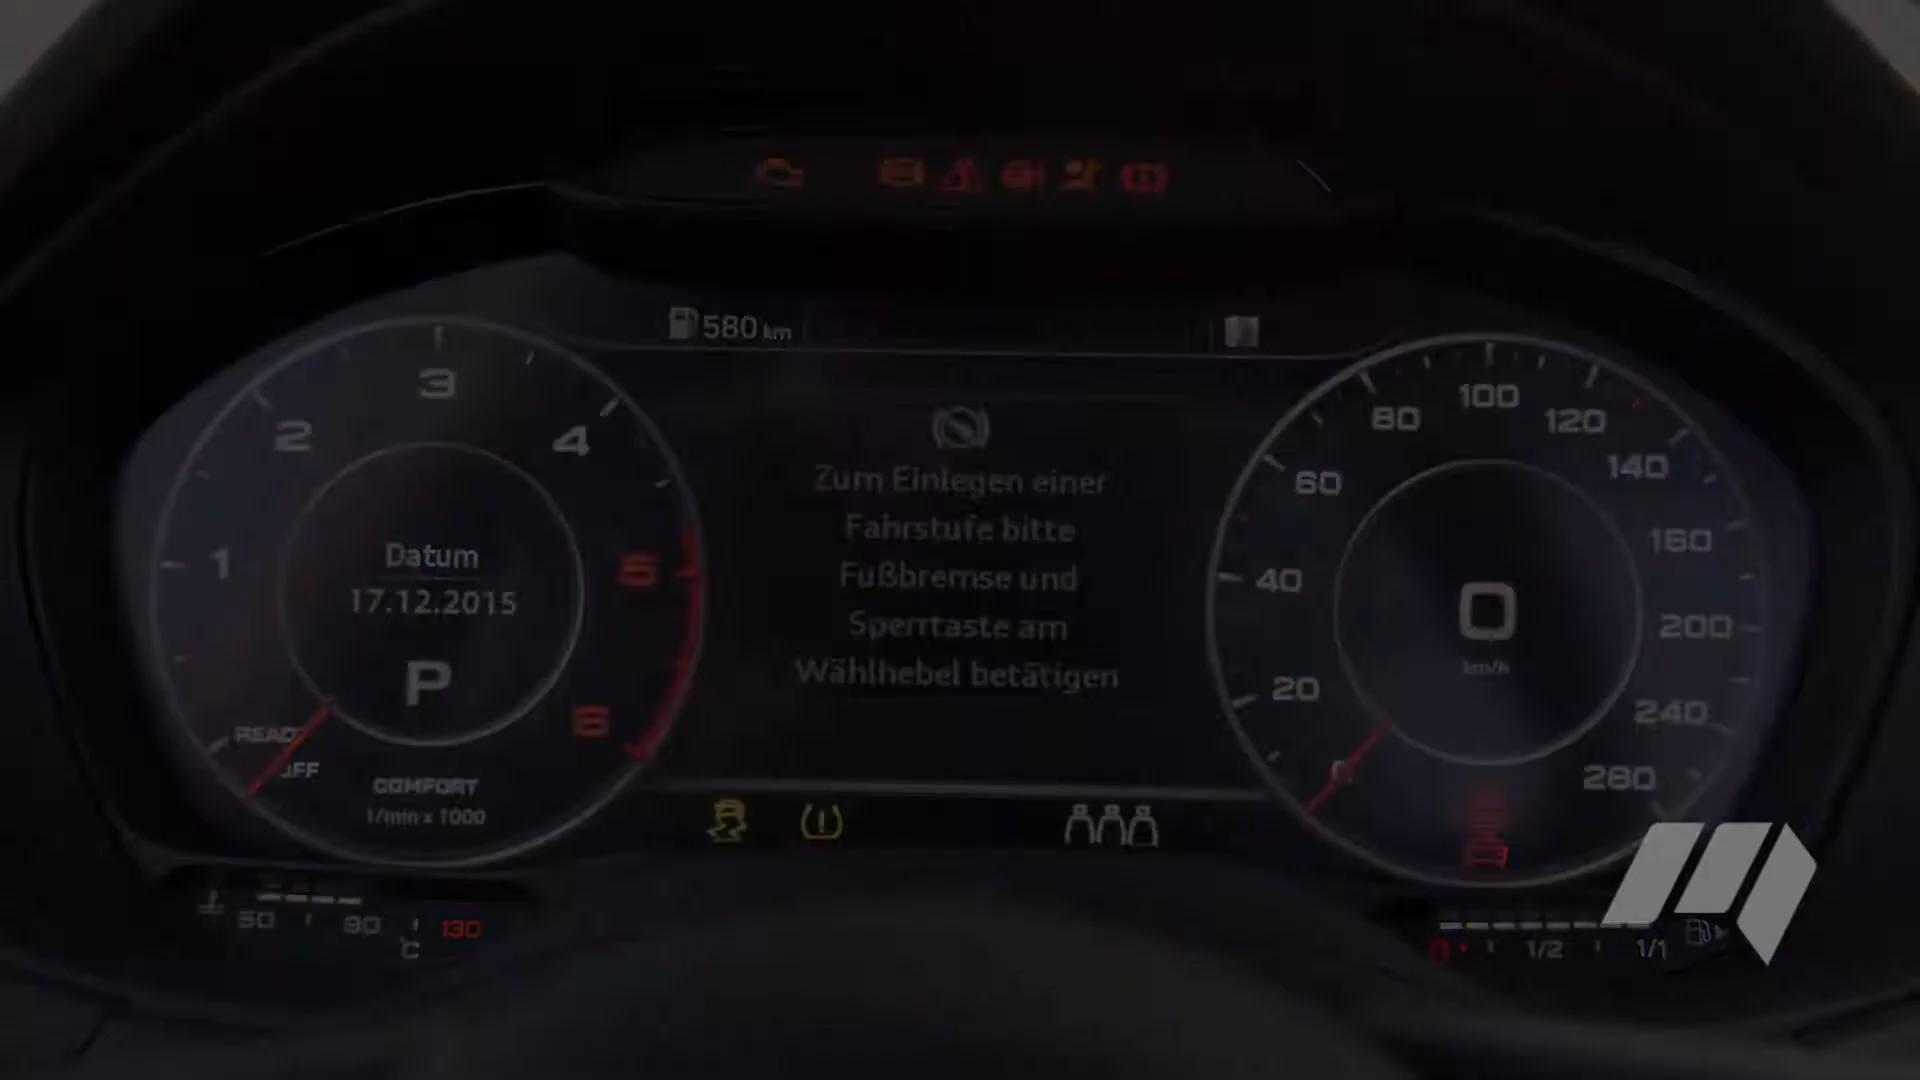 580 km
3
2
4
1
5
6
Datum
17.12.2015
P
READY
OFF
COMFORT
1/min x 1000
Zum Einlegen einer
Fahrstufe bitte
Fußbremse und
Sperrtaste am
Wählhebel betätigen
100
80
120
60
140
160
40
200
20
240
280
0
km/h
50
90
130
°C
0
1/2
1/1